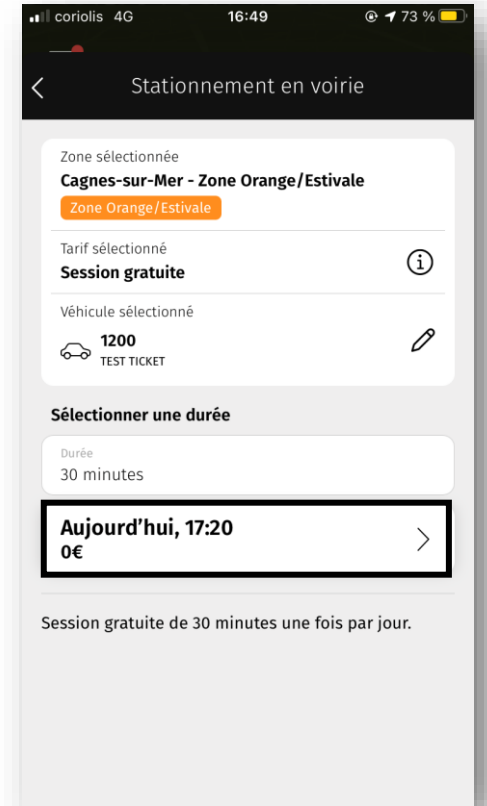 coriolis 4G 16:49 73 %
Stationnement en voirie
Zone sélectionnée
Cagnes-sur-Mer - Zone Orange/Estivale
Zone Orange/Estivale
Tarif sélectionné
Session gratuite
Véhicule sélectionné
1200
TEST TICKET
Sélectionner une durée
Durée
30 minutes
Aujourd’hui, 17:20
0€
Session gratuite de 30 minutes une fois par jour.